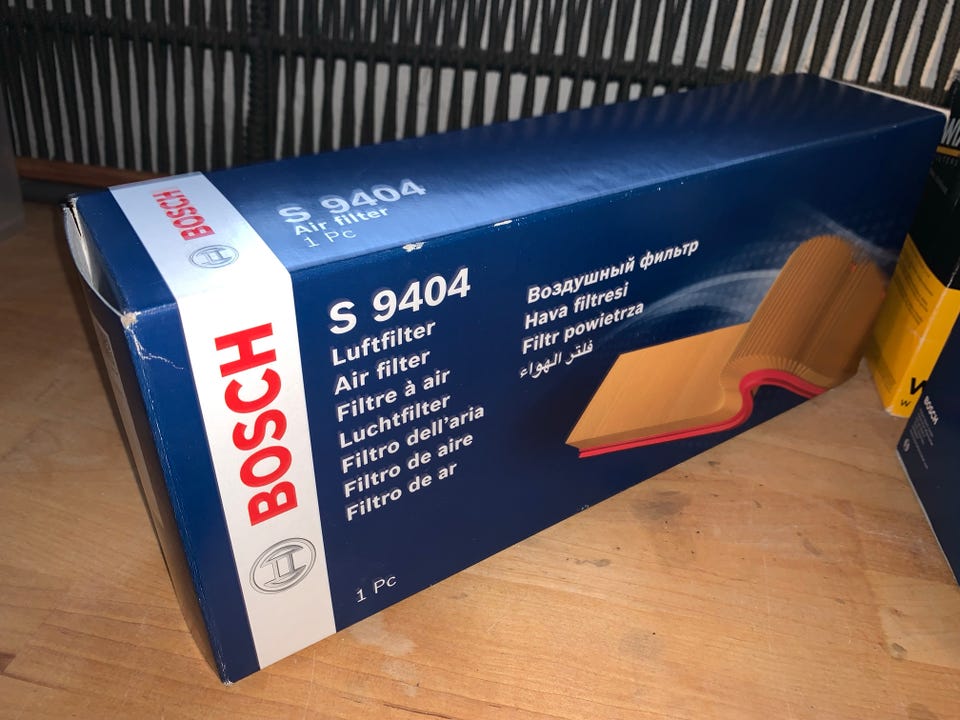 BOSCH
S 9404
Air filter
1 Pc
BOSCH
S 9404
Luftfilter
Air filter
Filtre à air
Luchtfilter
Filtro dell'aria
Filtro de aire
Filtro de ar
1 Pc
Воздушный фильтр
Hava filtresi
Filtr powietrza
فلتر الهواء
BOSCH